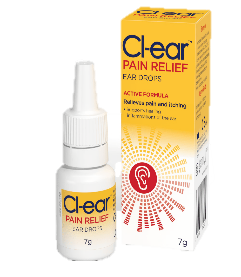 Cl-ear™
PAIN RELIEF
EAR DROPS
ACTIVE FORMULA
Relieves pain and itching
7g
Cl-ear
PAIN RELIEF
EAR DROPS
7g